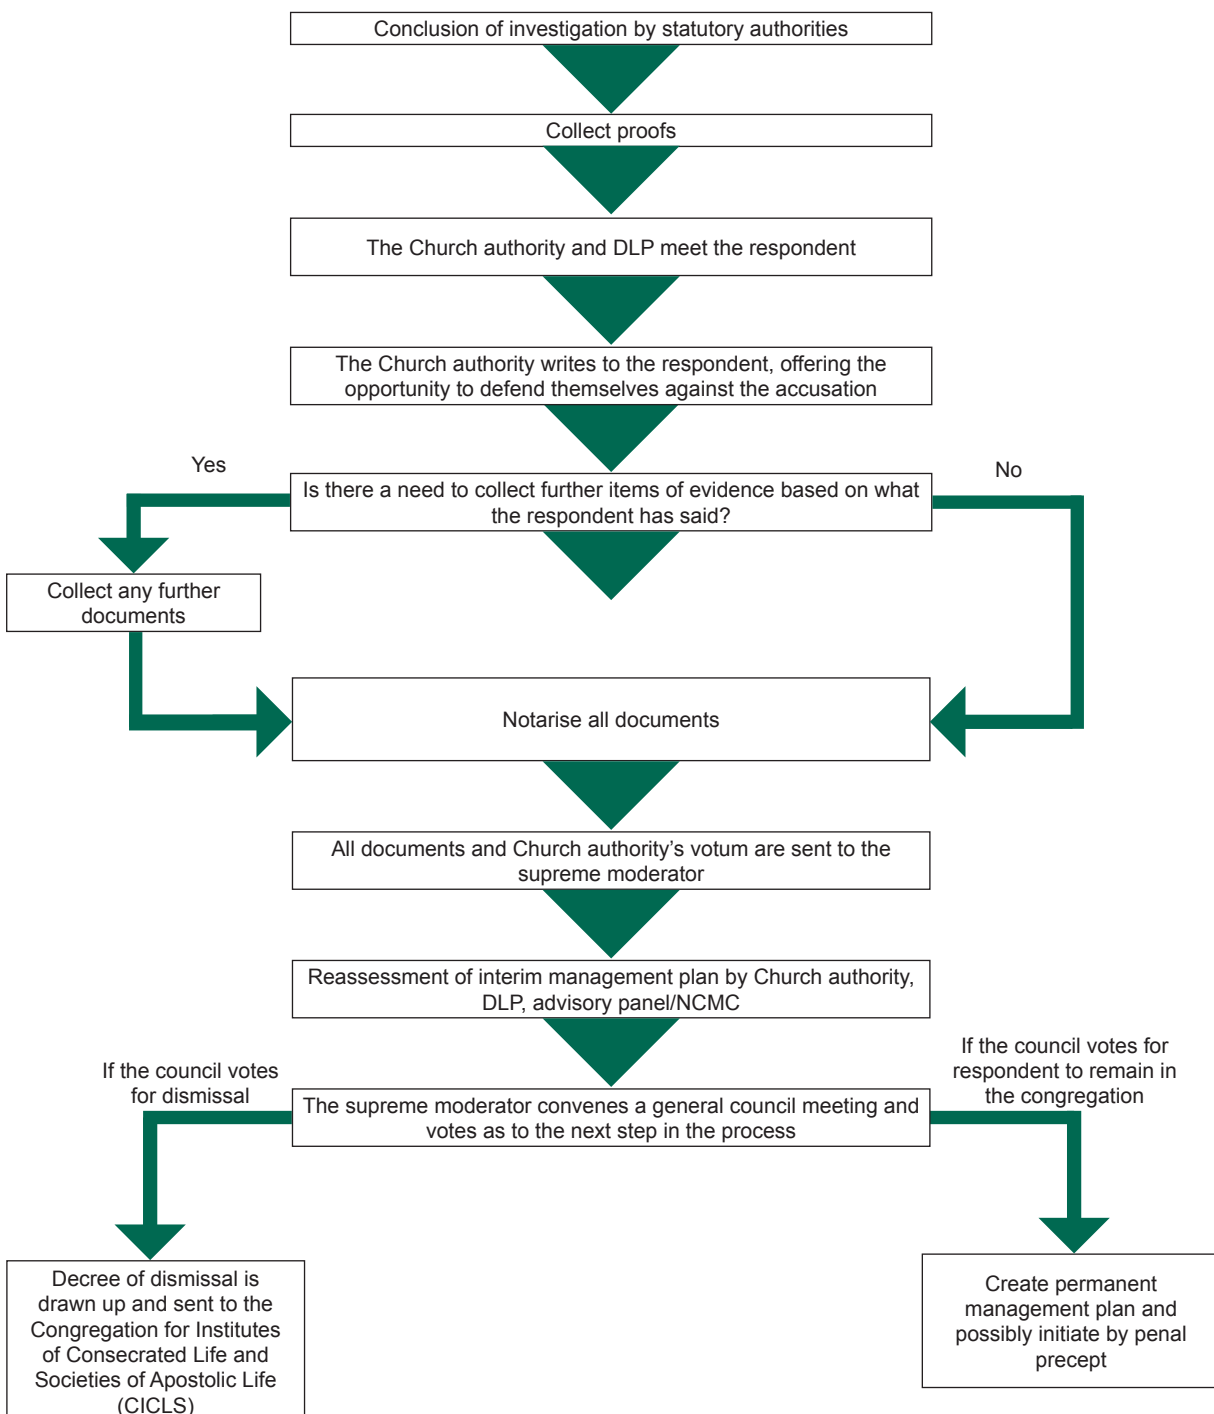 Conclusion of investigation by statutory authorities
Collect proofs
The Church authority and DLP meet the respondent
The Church authority writes to the respondent, offering the
opportunity to defend themselves against the accusation
Yes
No
Is there a need to collect further items of evidence based on what
the respondent has said?
Collect any further
documents
Notarise all documents
All documents and Church authority’s votum are sent to the
supreme moderator
Reassessment of interim management plan by Church authority,
DLP, advisory panel/NCMC
If the council votes
for dismissal
If the council votes for
respondent to remain in
the congregation
The supreme moderator convenes a general council meeting and
votes as to the next step in the process
Decree of dismissal is
drawn up and sent to the
Congregation for Institutes
of Consecrated Life and
Societies of Apostolic Life
(CICLS)
Create permanent
management plan and
possibly initiate by penal
precept